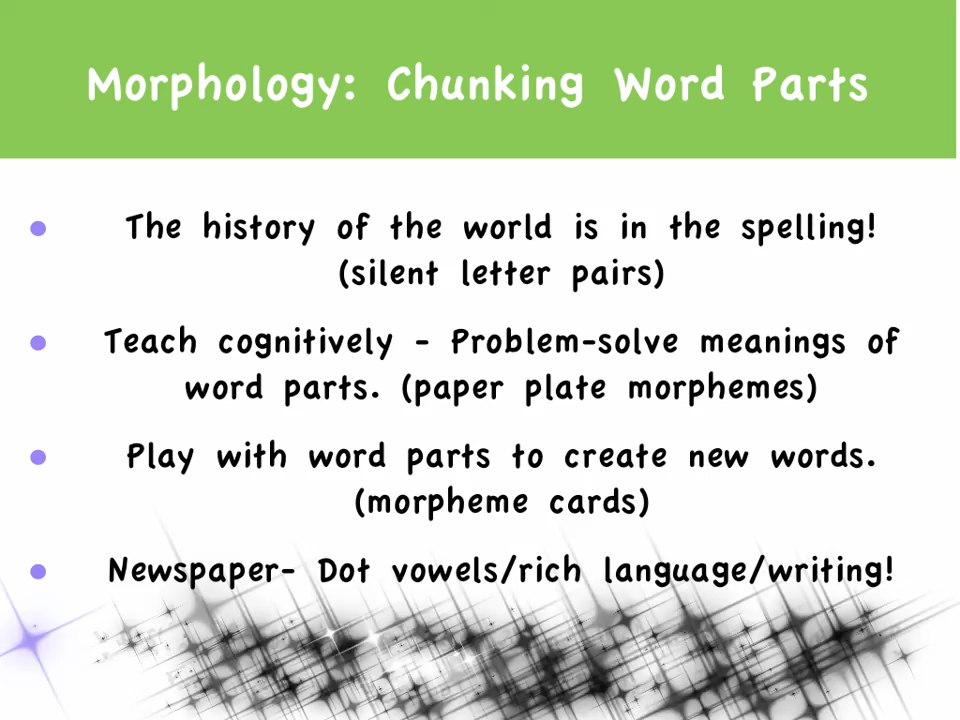 Morphology: Chunking Word Parts
• The history of the world is in the spelling!
(silent letter pairs)
• Teach cognitively - Problem-solve meanings of
word parts. (paper plate morphemes)
• Play with word parts to create new words.
(morpheme cards)
• Newspaper- Dot vowels/rich language/writing!